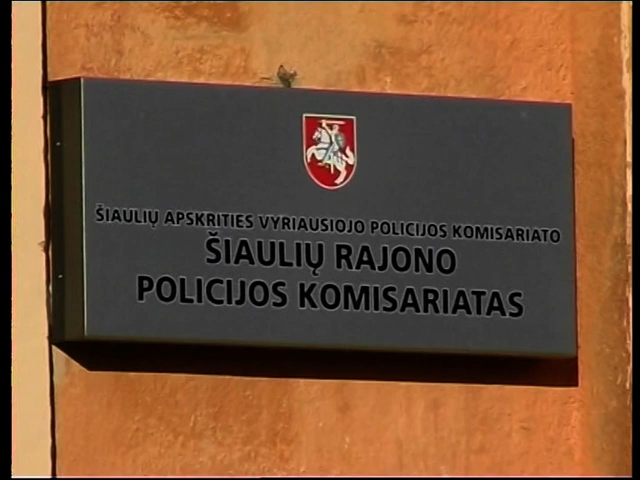 ŠIAULIŲ APSKRITIES VYRIAUSIOJO POLICIJOS KOMISARIATO
ŠIAULIŲ RAJONO
POLICIJOS KOMISARIATAS